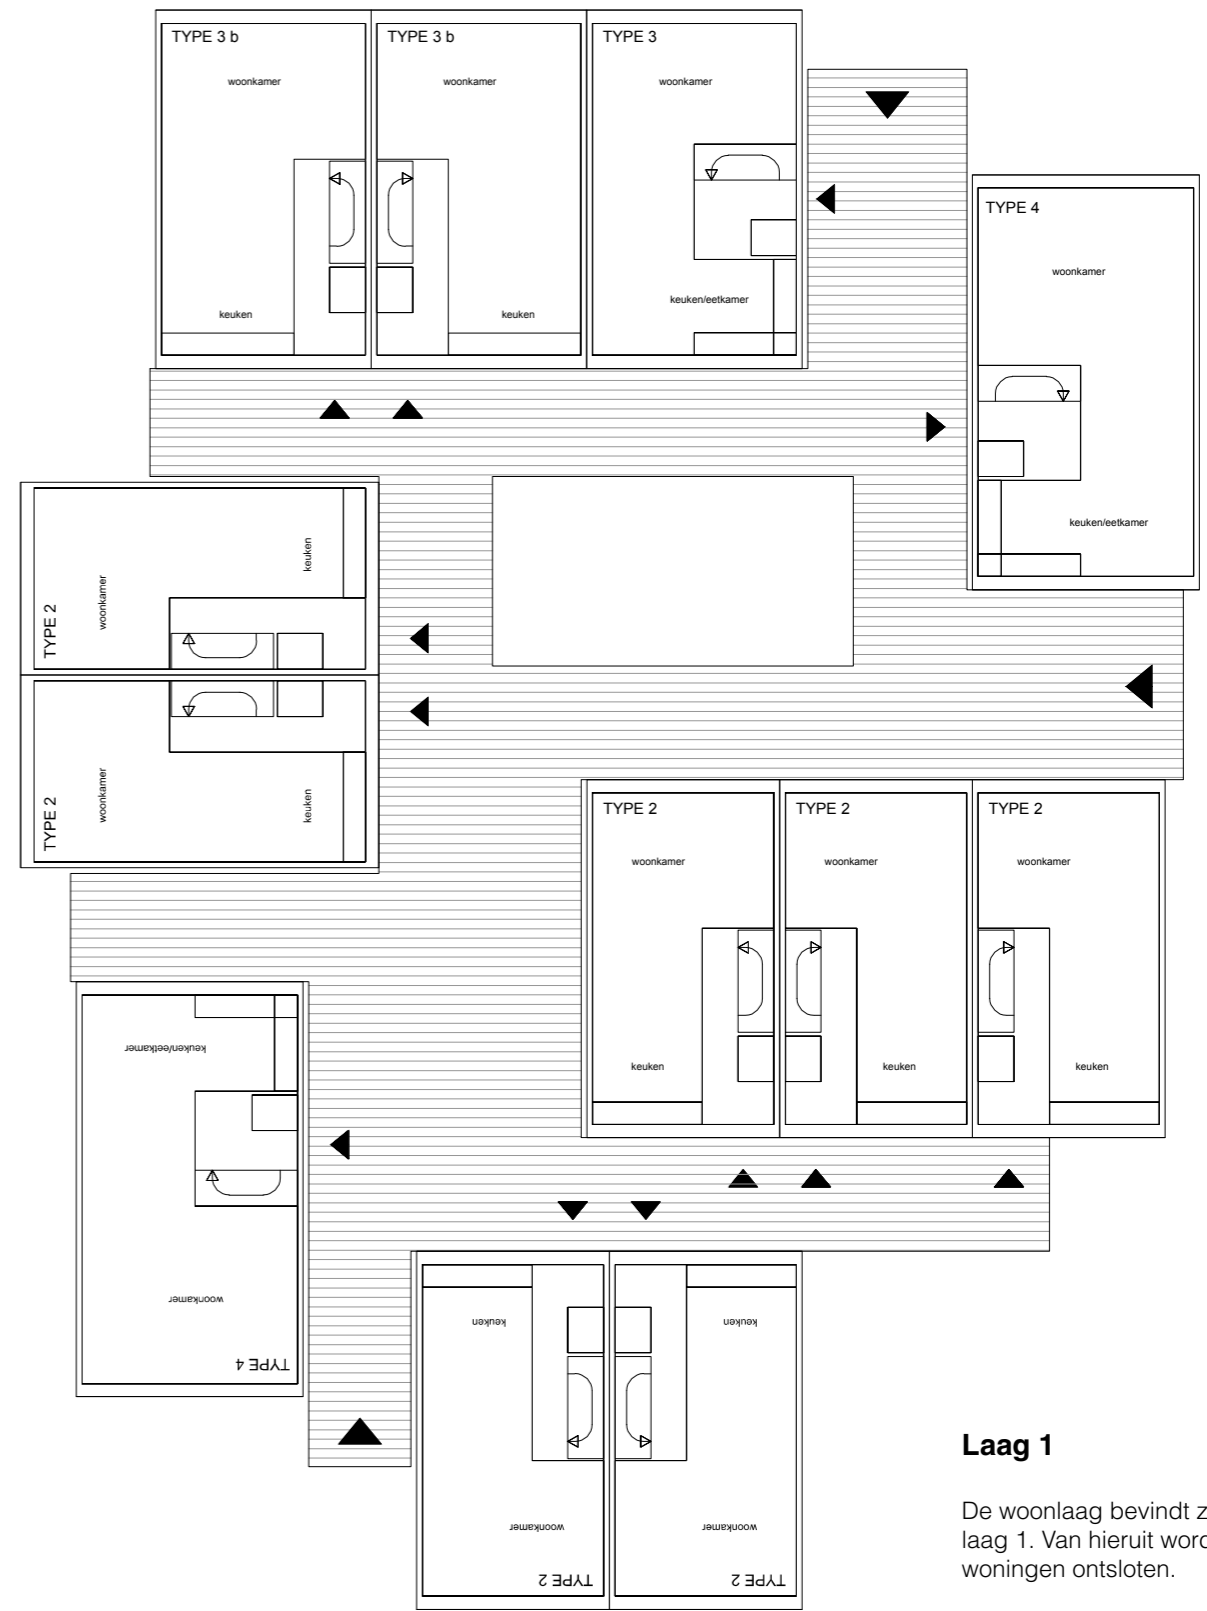 TYPE 3 b
woonkamer
keuken
TYPE 3 b
woonkamer
keuken
TYPE 3
woonkamer
keuken/eetkamer
TYPE 4
woonkamer
keuken/eetkamer
TYPE 2
woonkamer
keuken
TYPE 2
woonkamer
keuken
TYPE 2
woonkamer
keuken
TYPE 2
woonkamer
keuken
TYPE 2
woonkamer
keuken
keuken/eetkamer
woonkamer
TYPE 4
keuken
woonkamer
TYPE 2
keuken
woonkamer
TYPE 2
Laag 1
De woonlaag bevindt
laag 1. Van hieruit
woningen ontsloten.